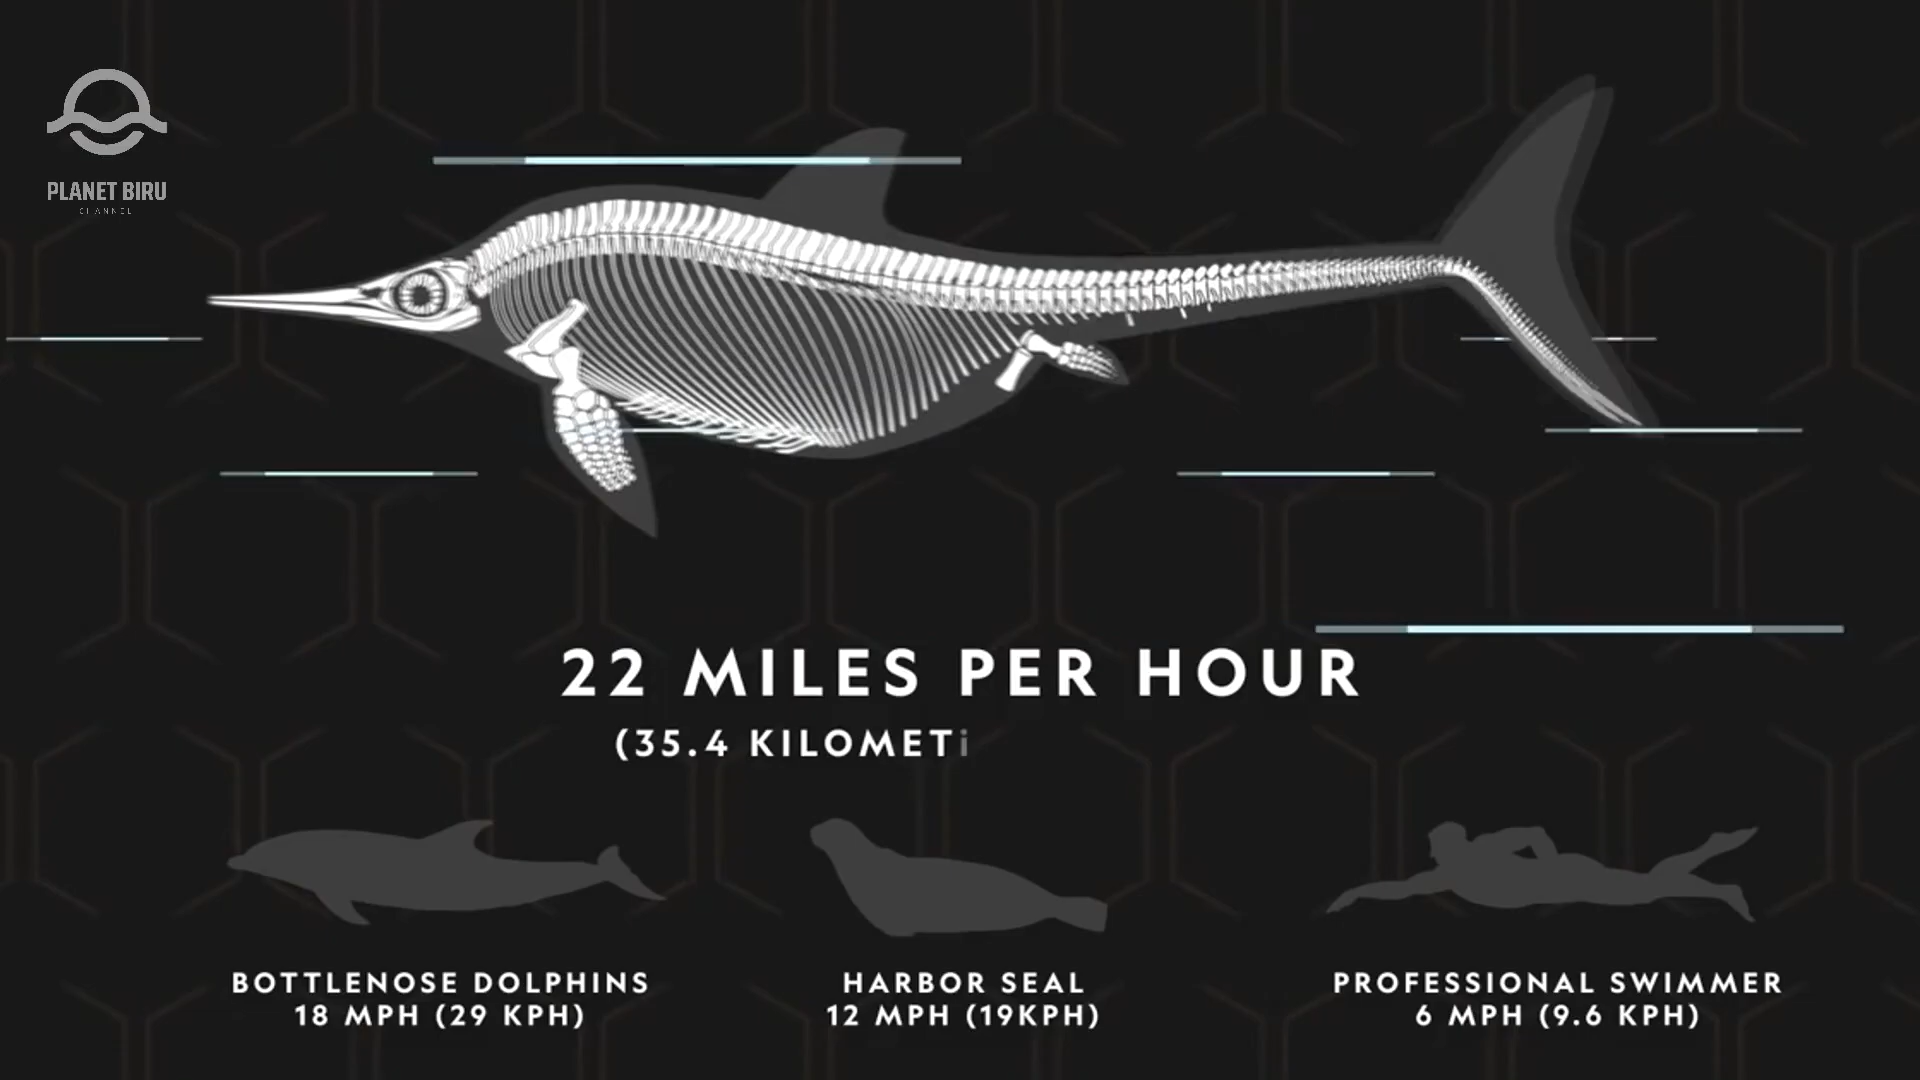 PLANET BIRU
CHANNEL
22 MILES PER HOUR
(35.4 KILOMET
BOTTLENOSE DOLPHINS
18 MPH (29 KPH)
HARBOR SEAL
12 MPH (19KPH)
PROFESSIONAL SWIMMER
6 MPH (9.6 KPH)